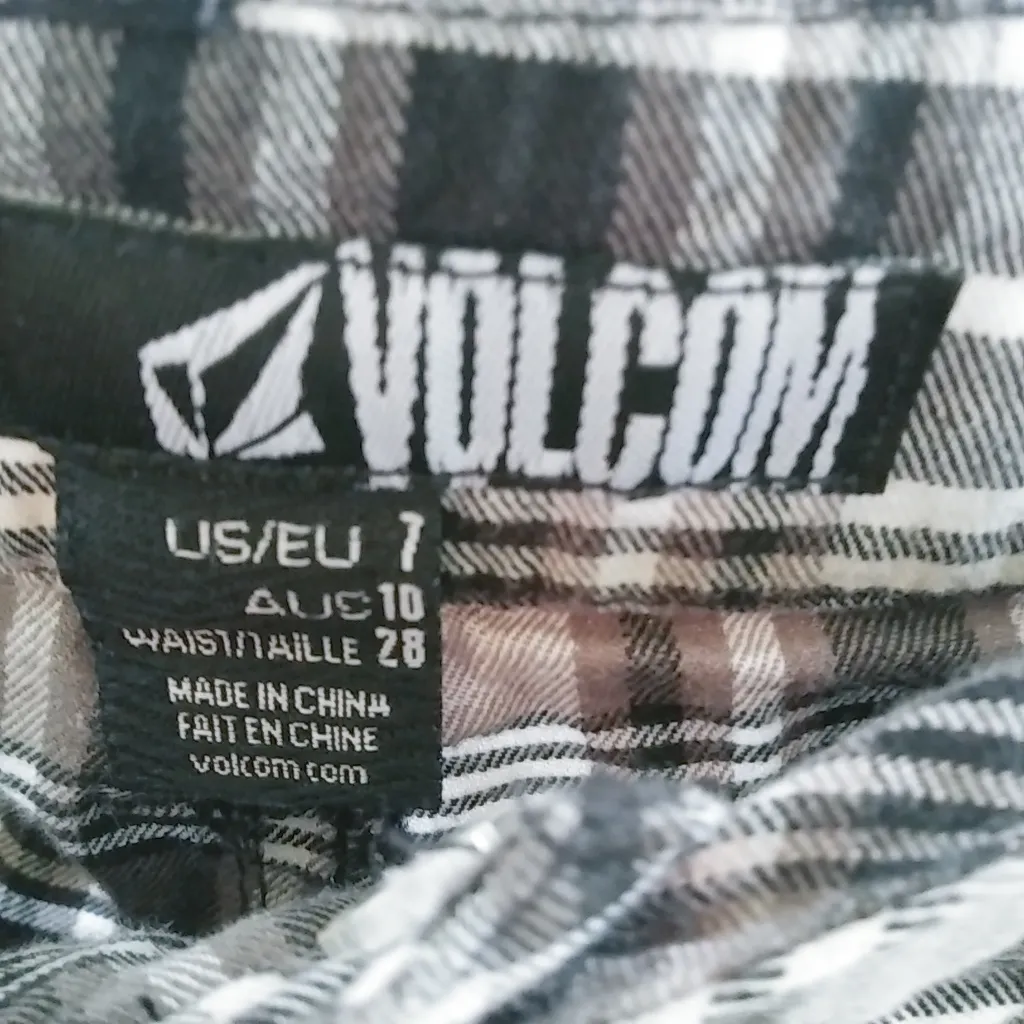 VOLCOM
US/EU 7
AUS 10
WAIST/TAILLE 28
MADE IN CHINA
FAIT EN CHINE
volcom.com